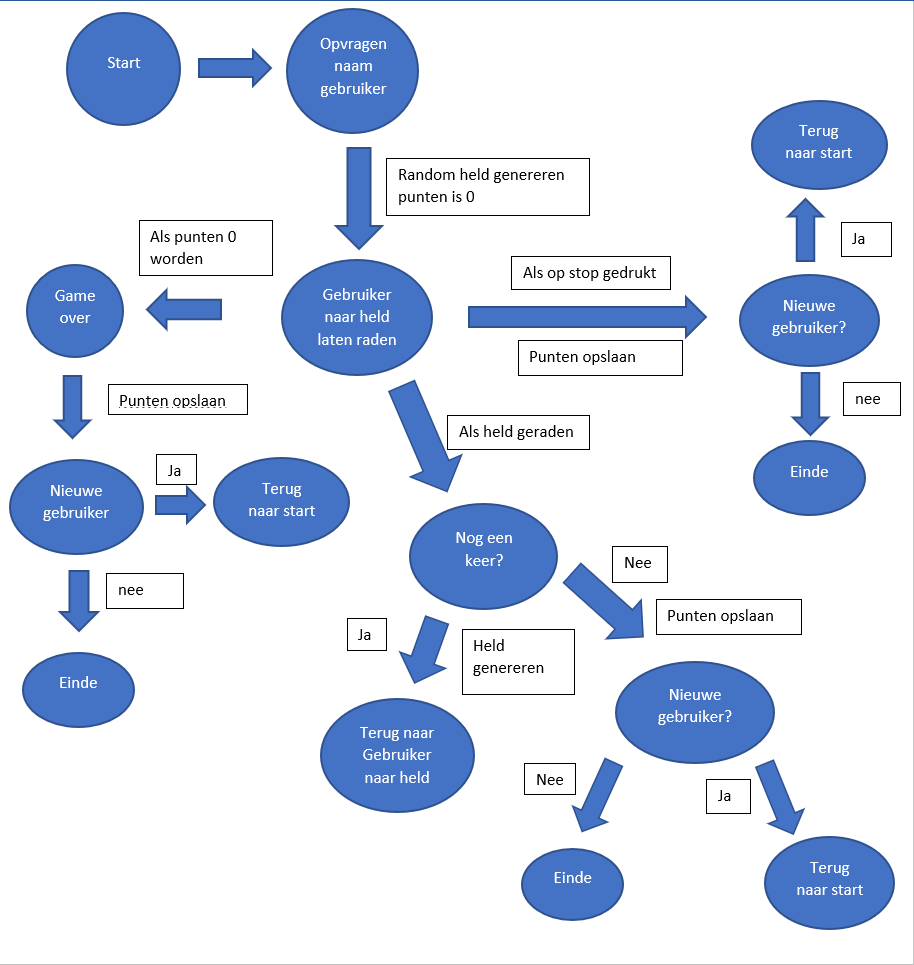 Start
Opvragen
naam
gebruiker
Random held genereren
punten is 0
Terug
naar start
Ja
Als punten 0
worden
Game
over
Gebruiker
naar held
laten raden
Als op stop gedrukt
Punten opslaan
Nieuwe
gebruiker?
nee
Einde
Punten opslaan
Nieuwe
gebruiker
Ja
Terug
naar start
nee
Einde
Als held geraden
Nog een
keer?
Nee
Punten opslaan
Ja
Held
genereren
Terug naar
Gebruiker
naar held
Nieuwe
gebruiker?
Nee
Ja
Einde
Terug
naar start